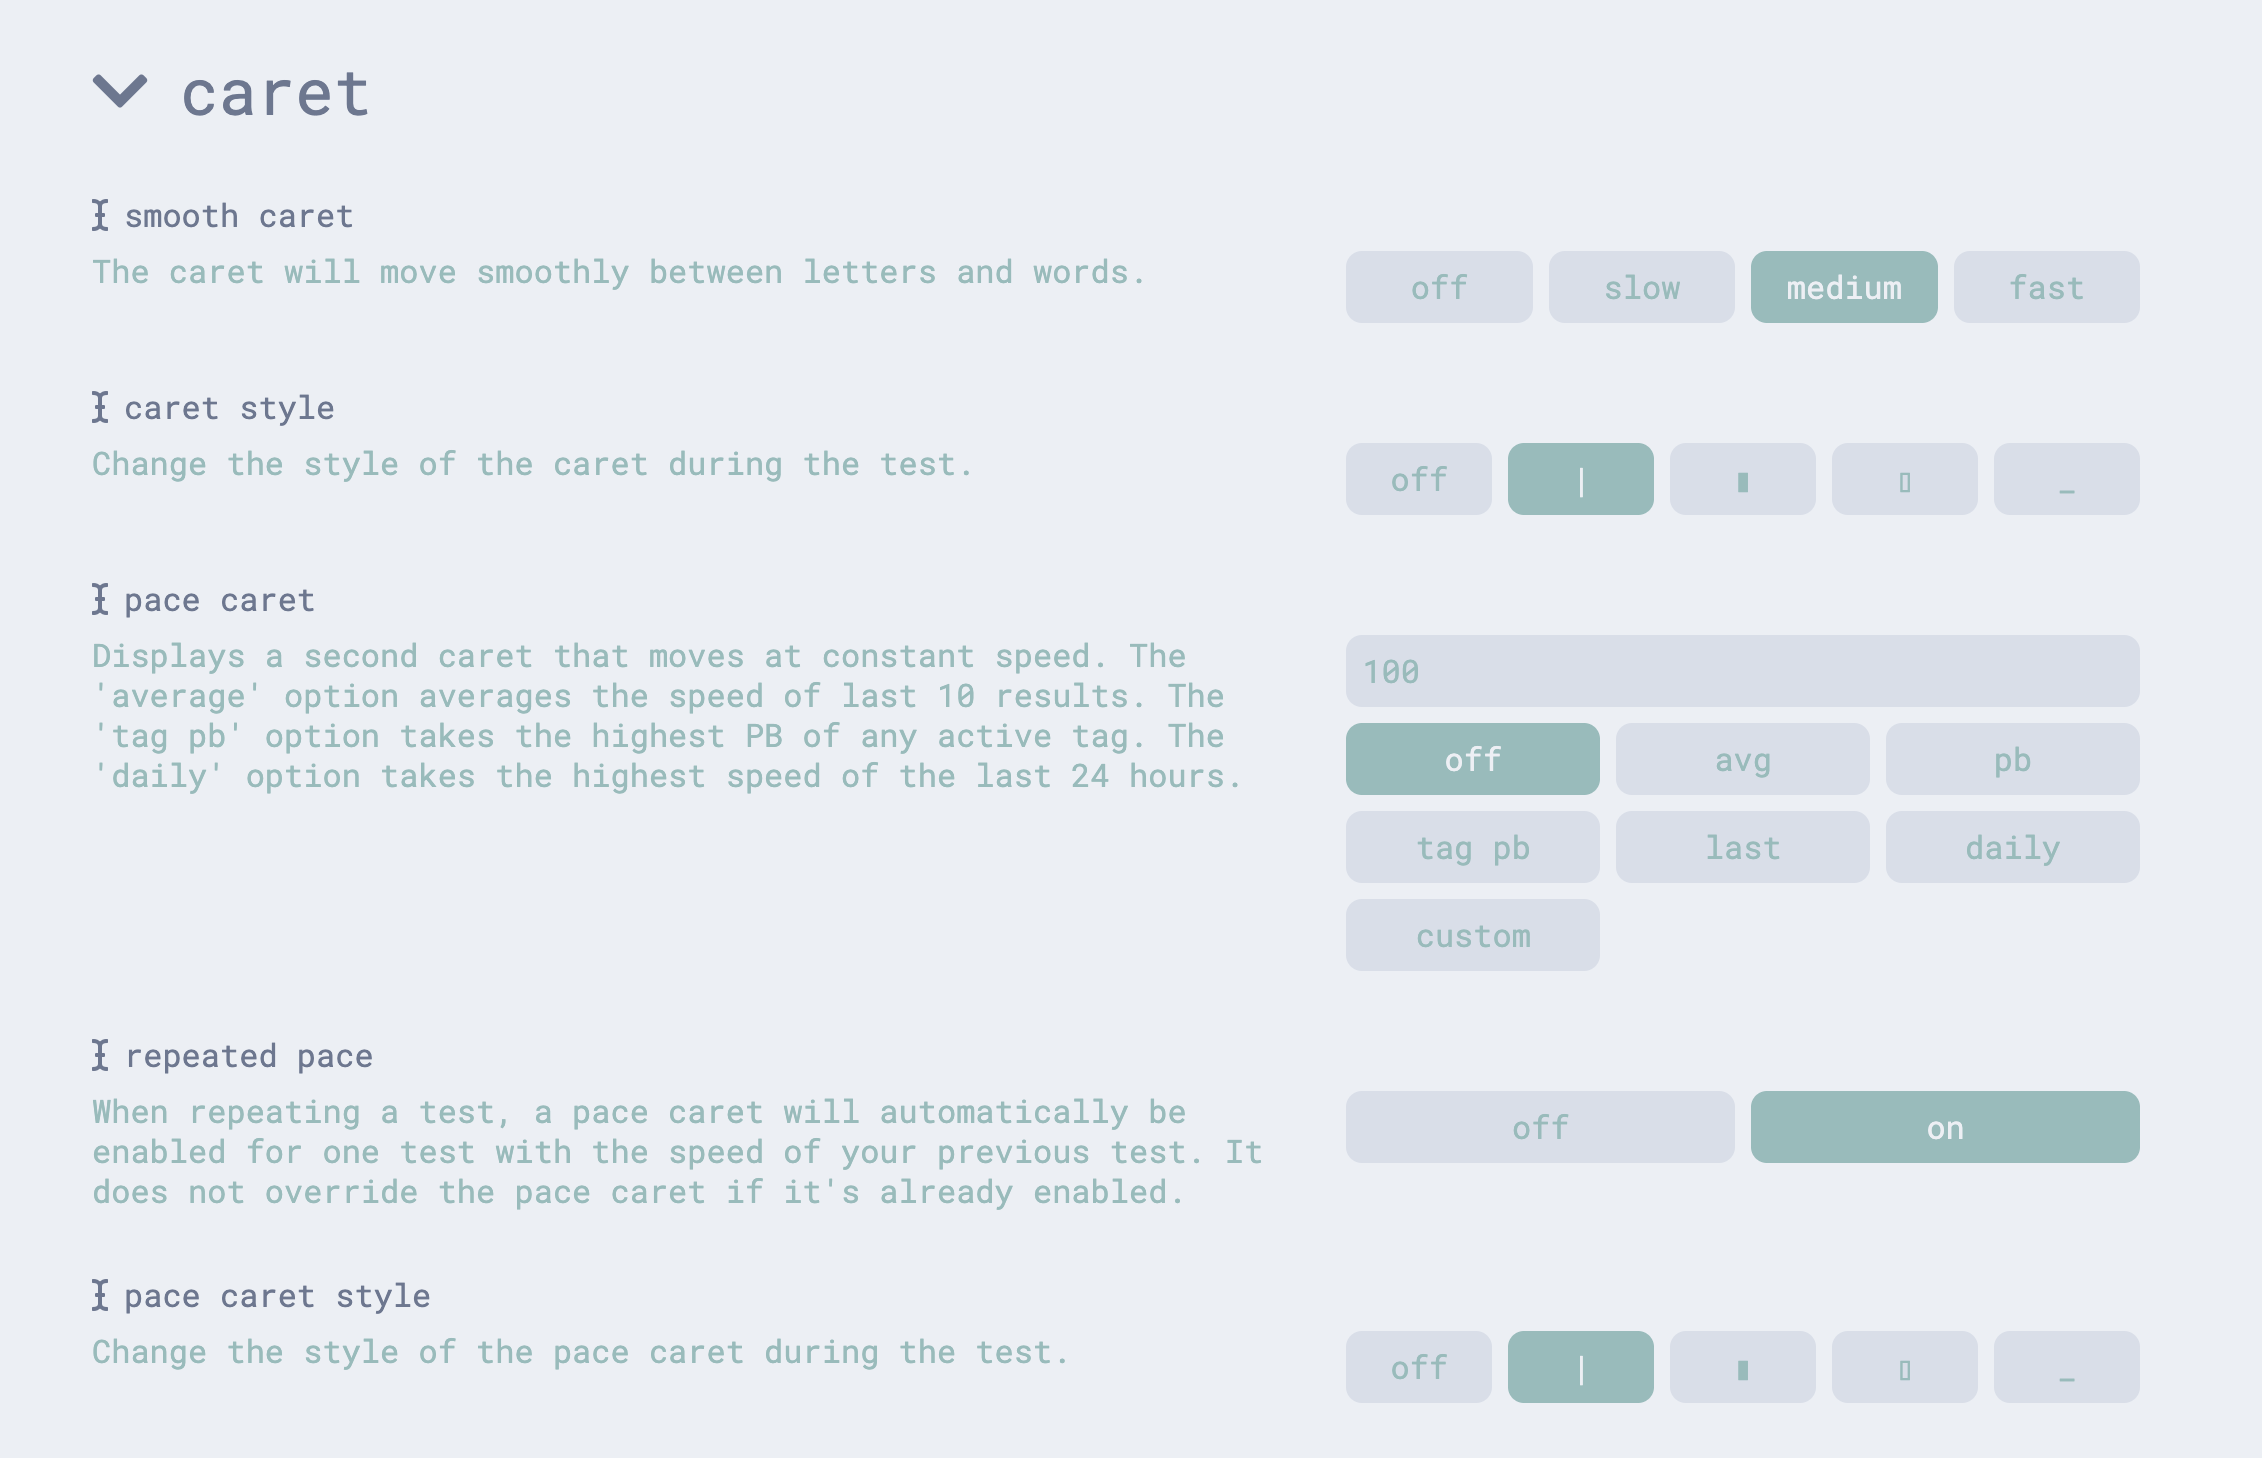 caret
smooth caret
The caret will move smoothly between letters and words.
off slow medium fast
caret style
Change the style of the caret during the test.
off | ▮ ▯ _
pace caret
Displays a second caret that moves at constant speed. The
'average' option averages the speed of last 10 results. The
'tag pb' option takes the highest PB of any active tag. The
'daily' option takes the highest speed of the last 24 hours.
100
off avg pb
tag pb last daily
custom
repeated pace
When repeating a test, a pace caret will automatically be
enabled for one test with the speed of your previous test. It
does not override the pace caret if it's already enabled.
off on
pace caret style
Change the style of the pace caret during the test.
off | ▮ ▯ _